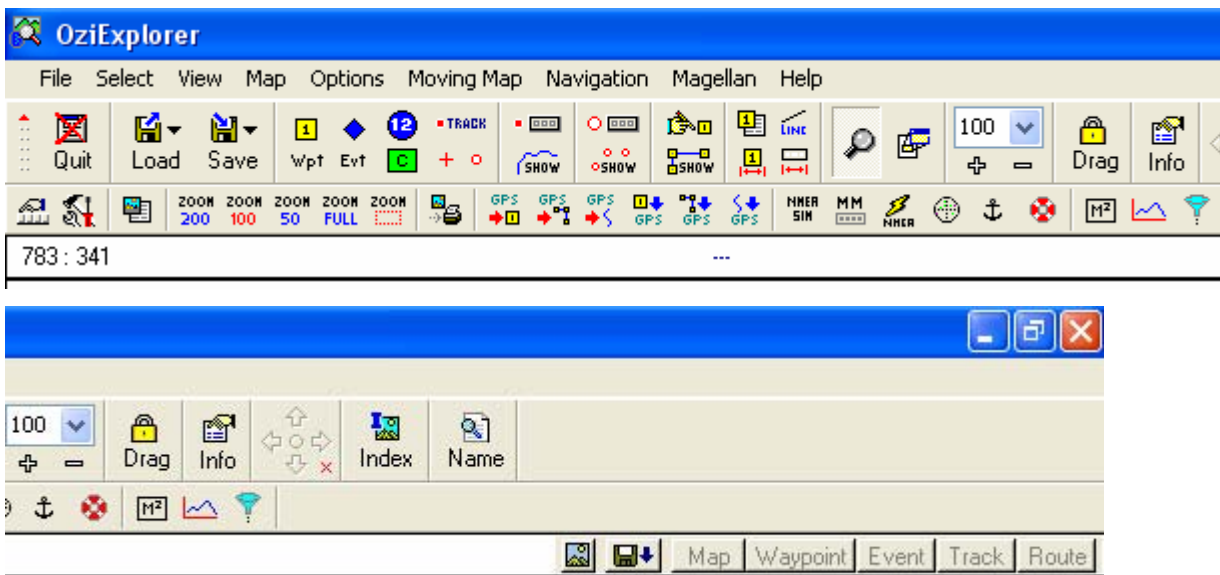 OziExplorer
File Select View Map Options Moving Map Navigation Magellan Help
1 12 TRACK 1 LINE 100
Quit Load Save Wpt Evt C SHOW SHOW SHOW 1 Drag Info
ZOOM 200 ZOOM 100 ZOOM 50 ZOOM FULL ZOOM GPS GPS GPS GPS GPS GPS NMEA SIM MM NMEA M²
783 : 341 ---
100
Drag Info Index Name
M²
Map Waypoint Event Track Route